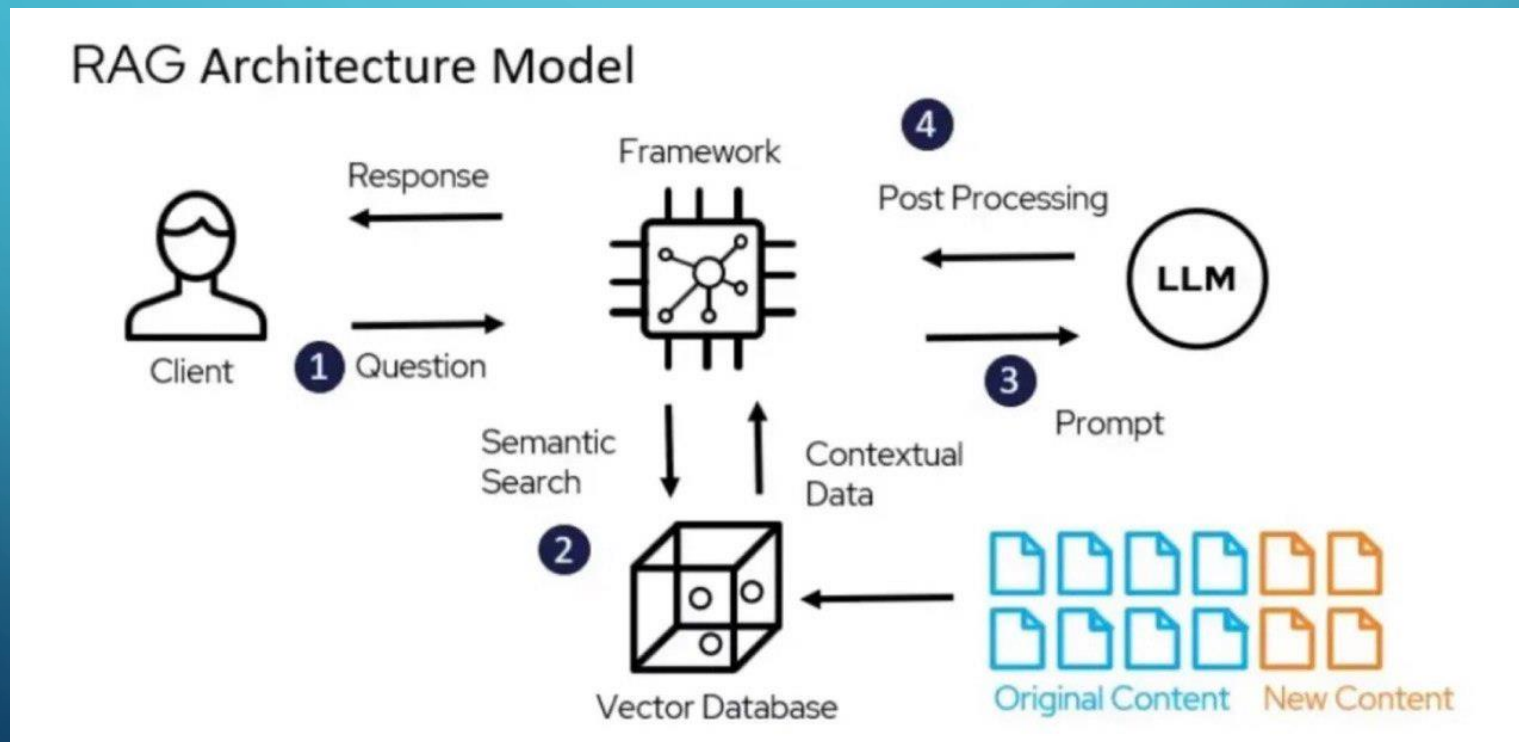 RAG Architecture Model
4
Framework
Response
Post Processing
LLM
Client
1 Question
3
Prompt
Semantic
Search
Contextual
Data
2
Vector Database
Original Content
New Content